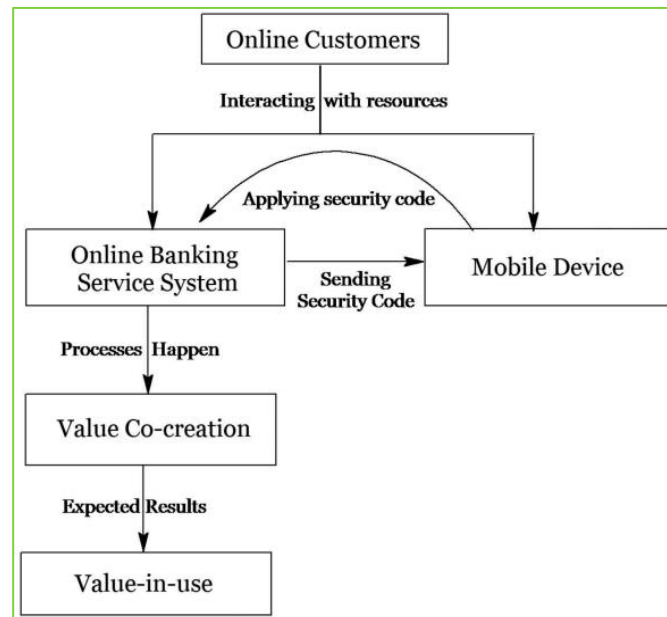 Online Customers
Interacting with resources
Applying security code
Online Banking
Service System
Mobile Device
Sending
Security Code
Processes Happen
Value Co-creation
Expected Results
Value-in-use